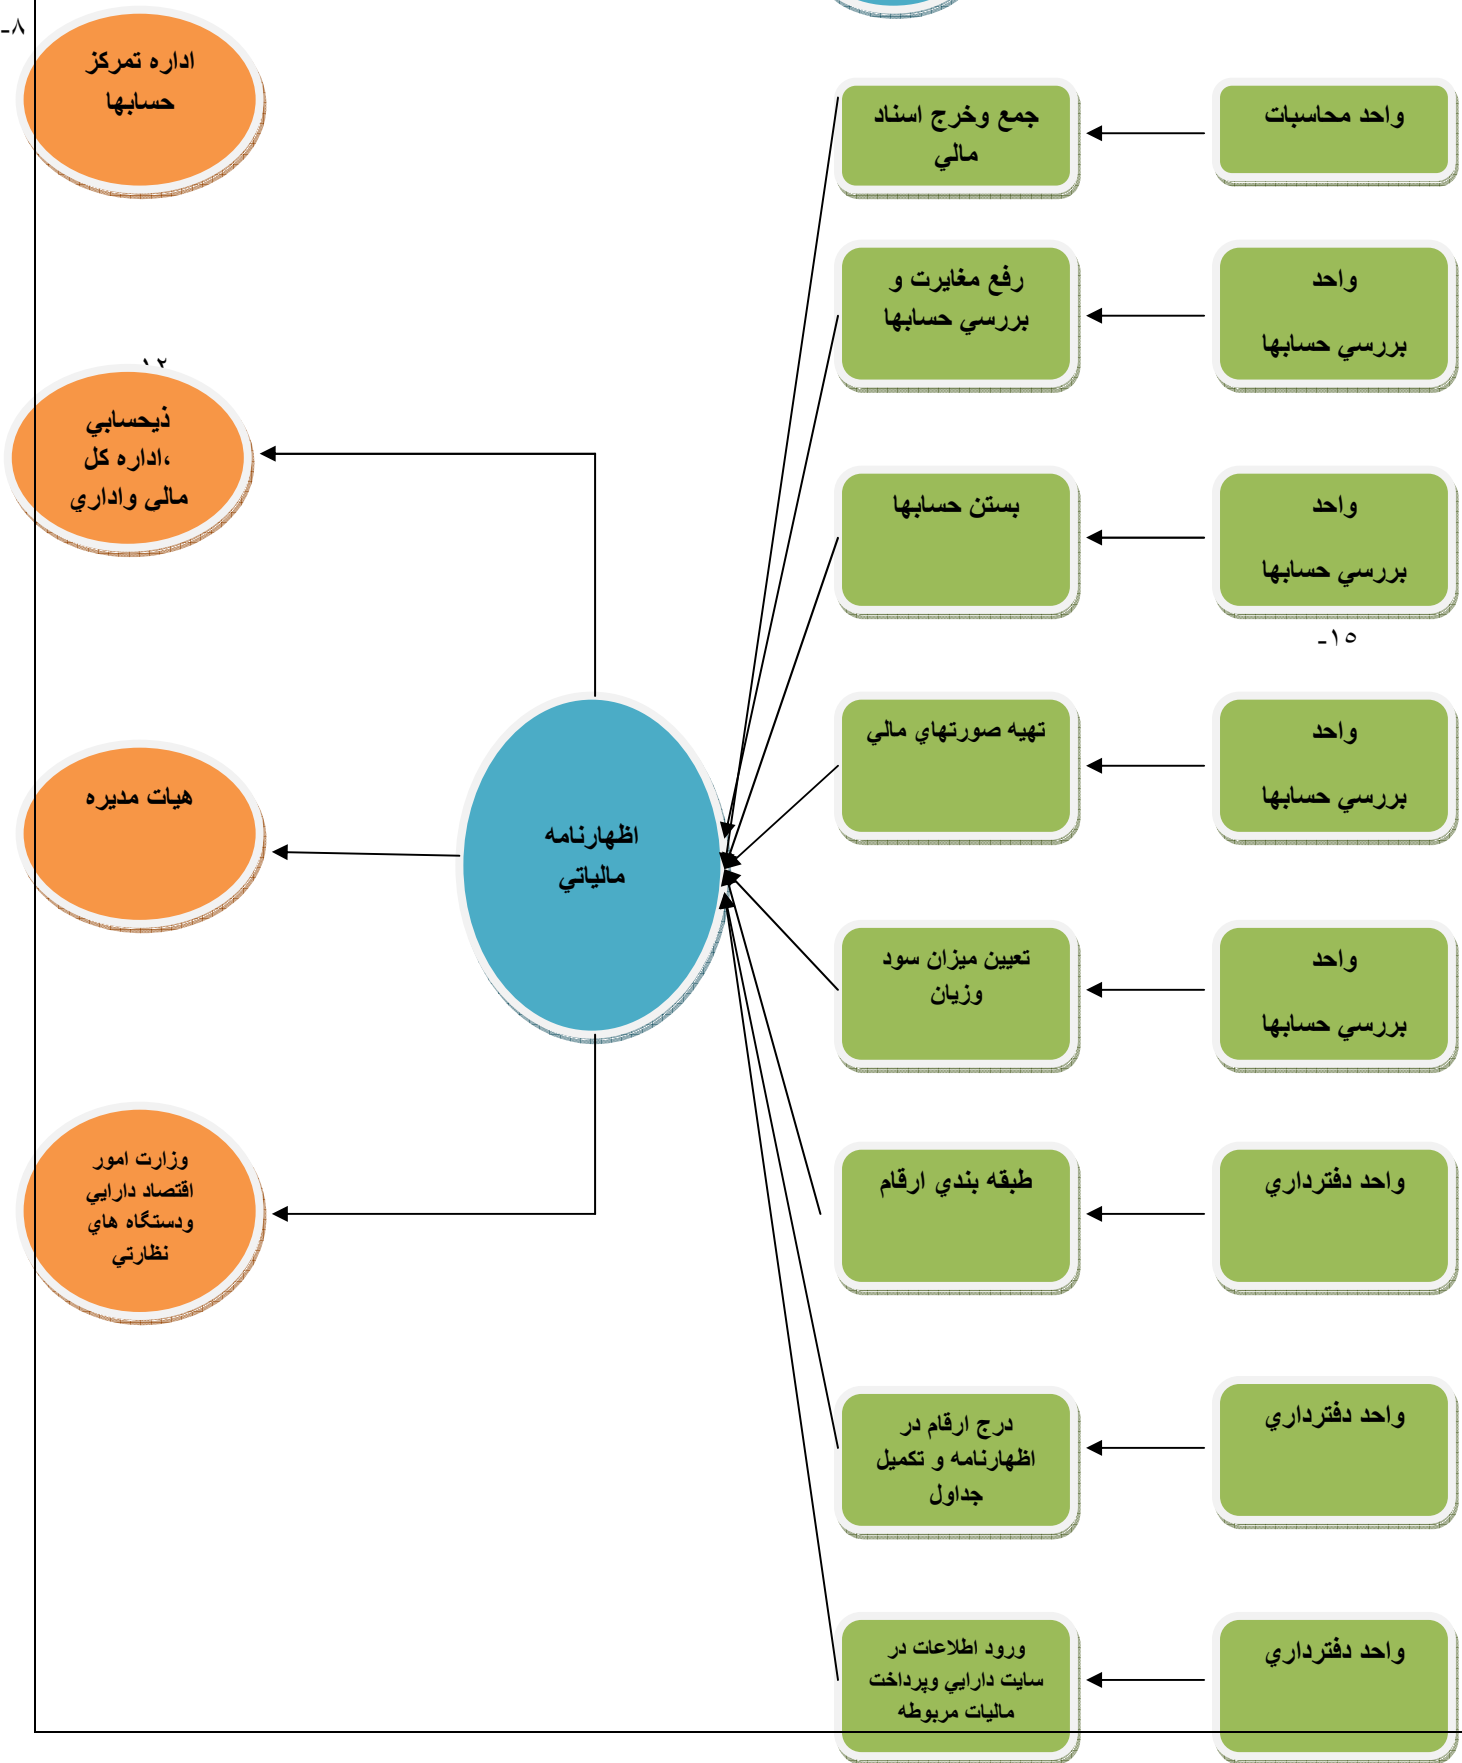 ۸-
اداره تمرکز
حسابها
واحد محاسبات
جمع وخرج اسناد
مالي
واحد
بررسي حسابها
رفع مغايرت و
بررسي حسابها
۱۲
ذيحسابي
،اداره کل
مالی واداري
واحد
بررسي حسابها
بستن حسابها
۱۵-
واحد
بررسي حسابها
تهيه صورتهاي مالي
هيات مديره
اظهارنامه
مالياتي
واحد
بررسي حسابها
تعيين ميزان سود
وزيان
واحد دفترداري
طبقه بندي ارقام
وزارت امور
اقتصاد دارايي
ودستگاه هاي
نظارتي
واحد دفترداري
درج ارقام در
اظهارنامه و تکميل
جداول
واحد دفترداري
ورود اطلاعات در
سايت دارايي وپرداخت
ماليات مربوطه